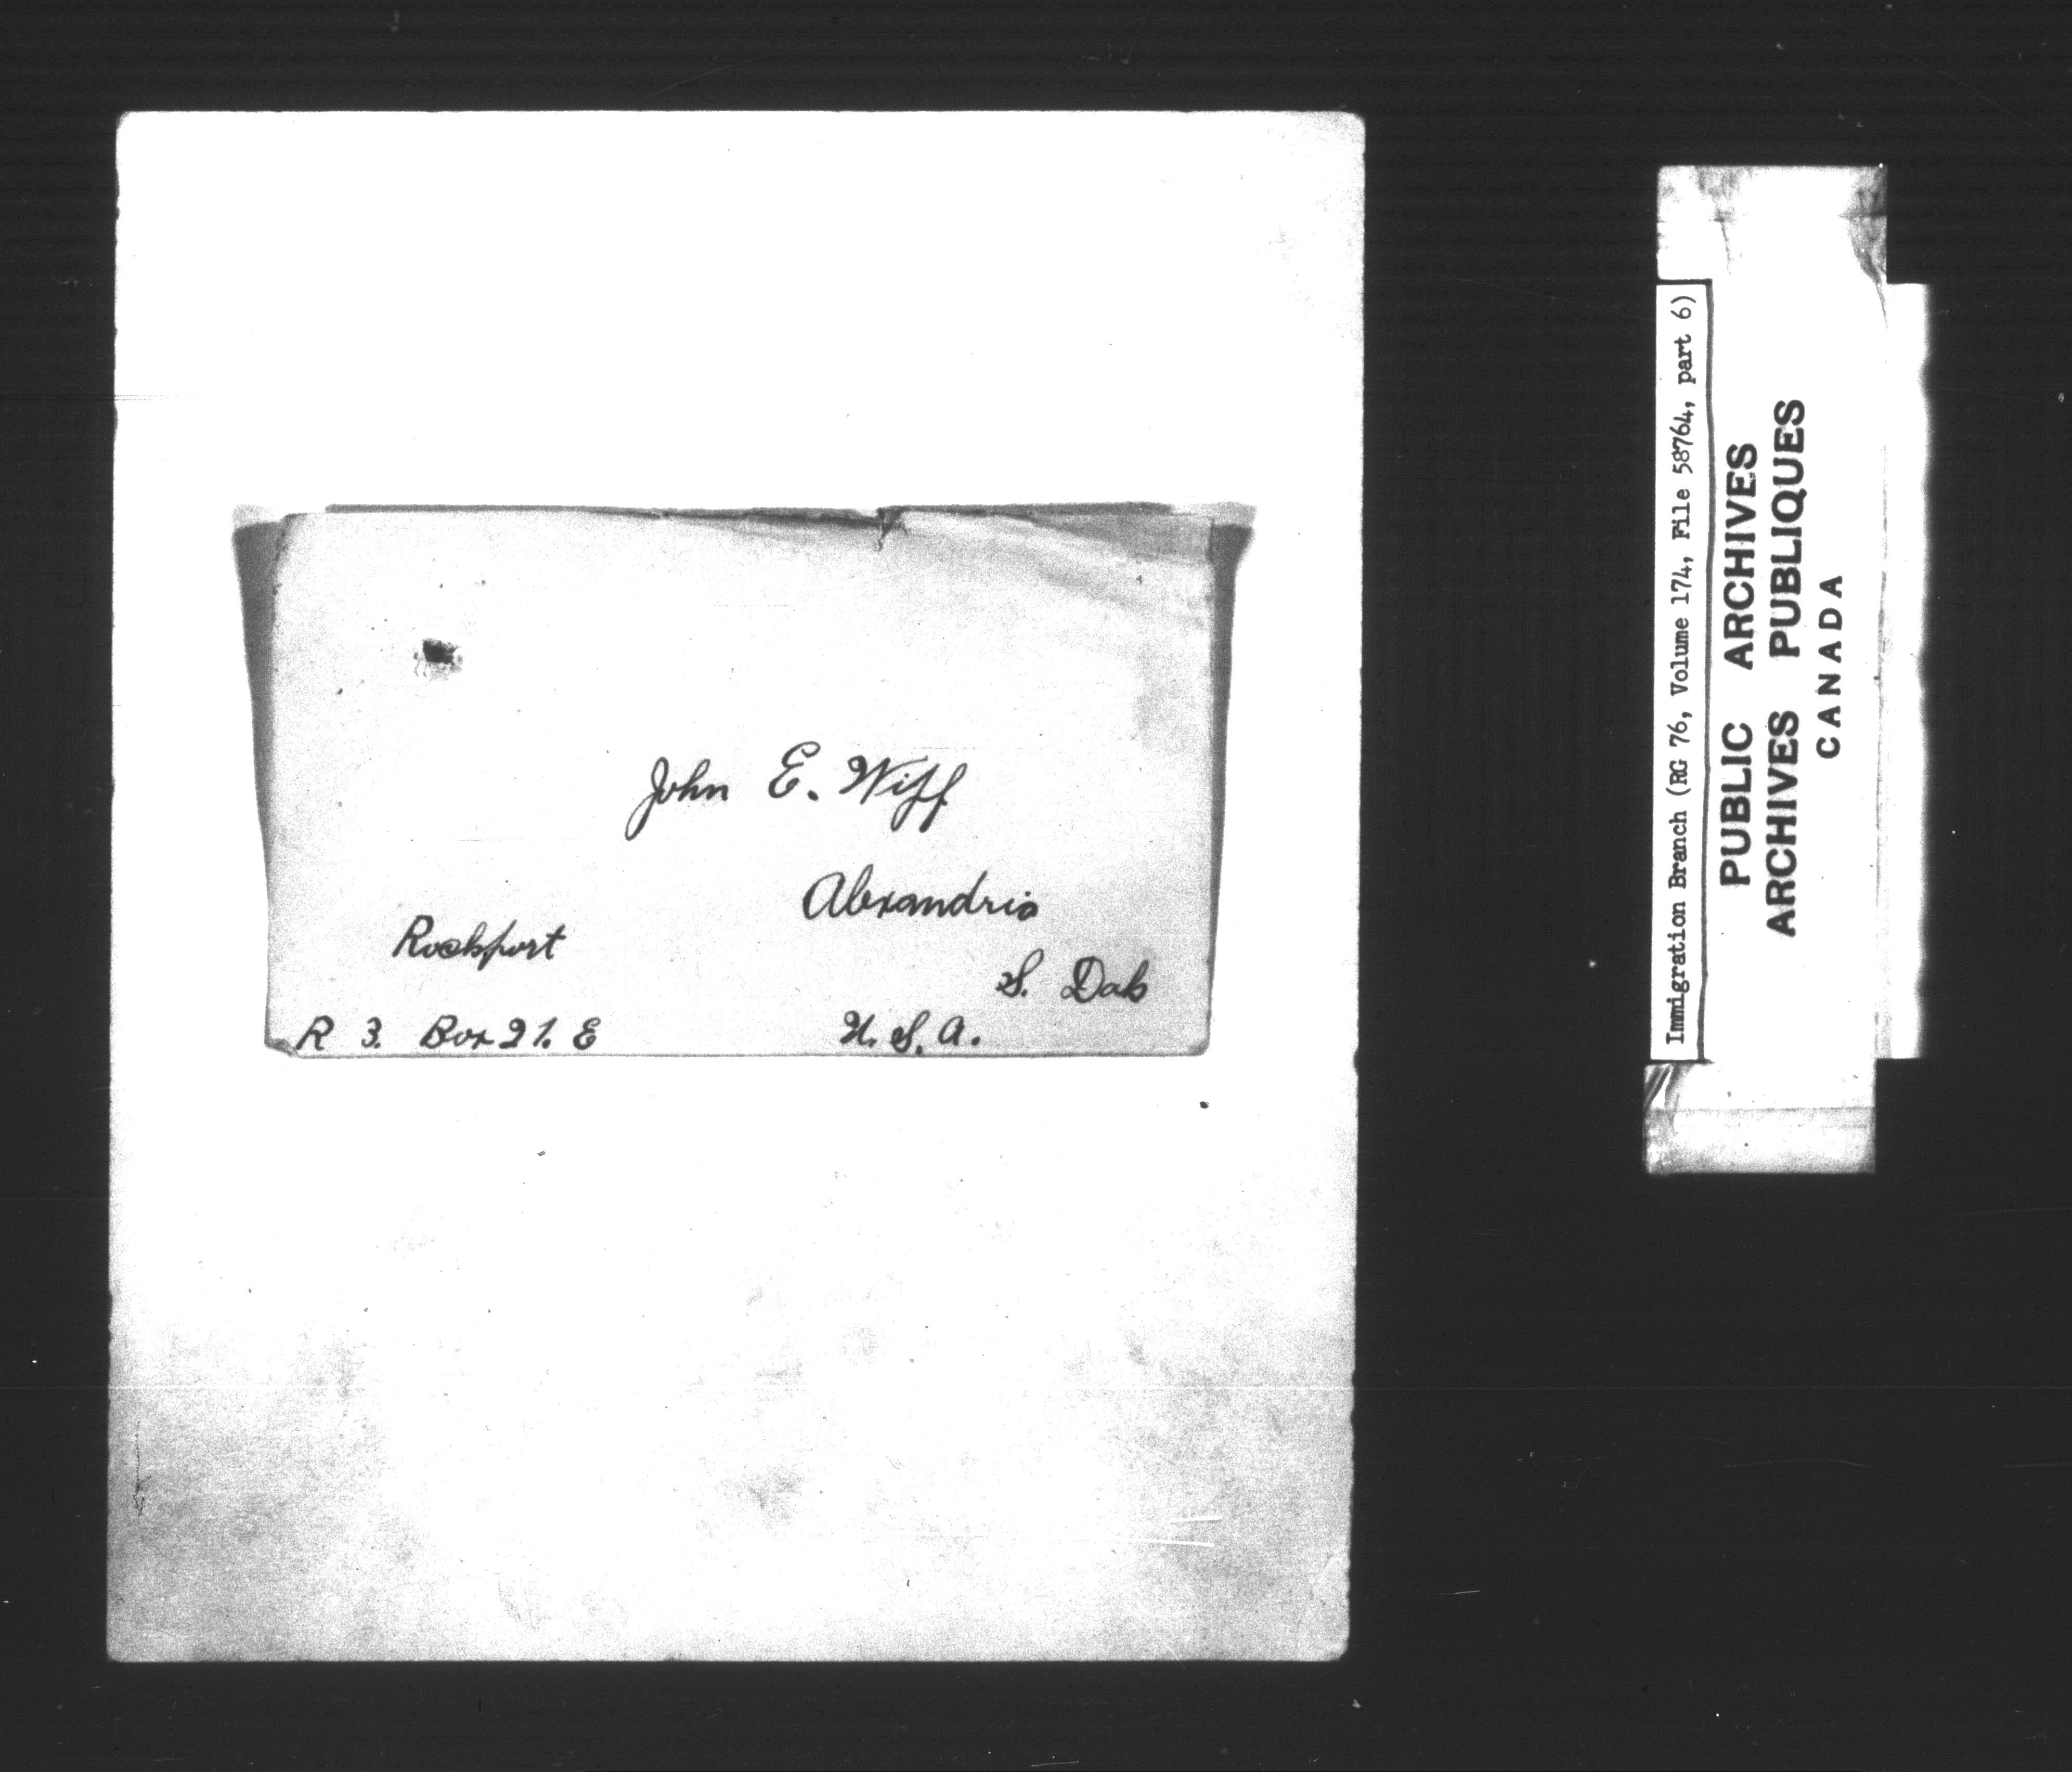 John E. Wipf
Alexandria
Rockport
S. Dak
R 3. Box 21. E
U. S. A.
Immigration Branch (RG 76, Volume 174, File 58764, part 6)
PUBLIC ARCHIVES
ARCHIVES PUBLIQUES
CANADA